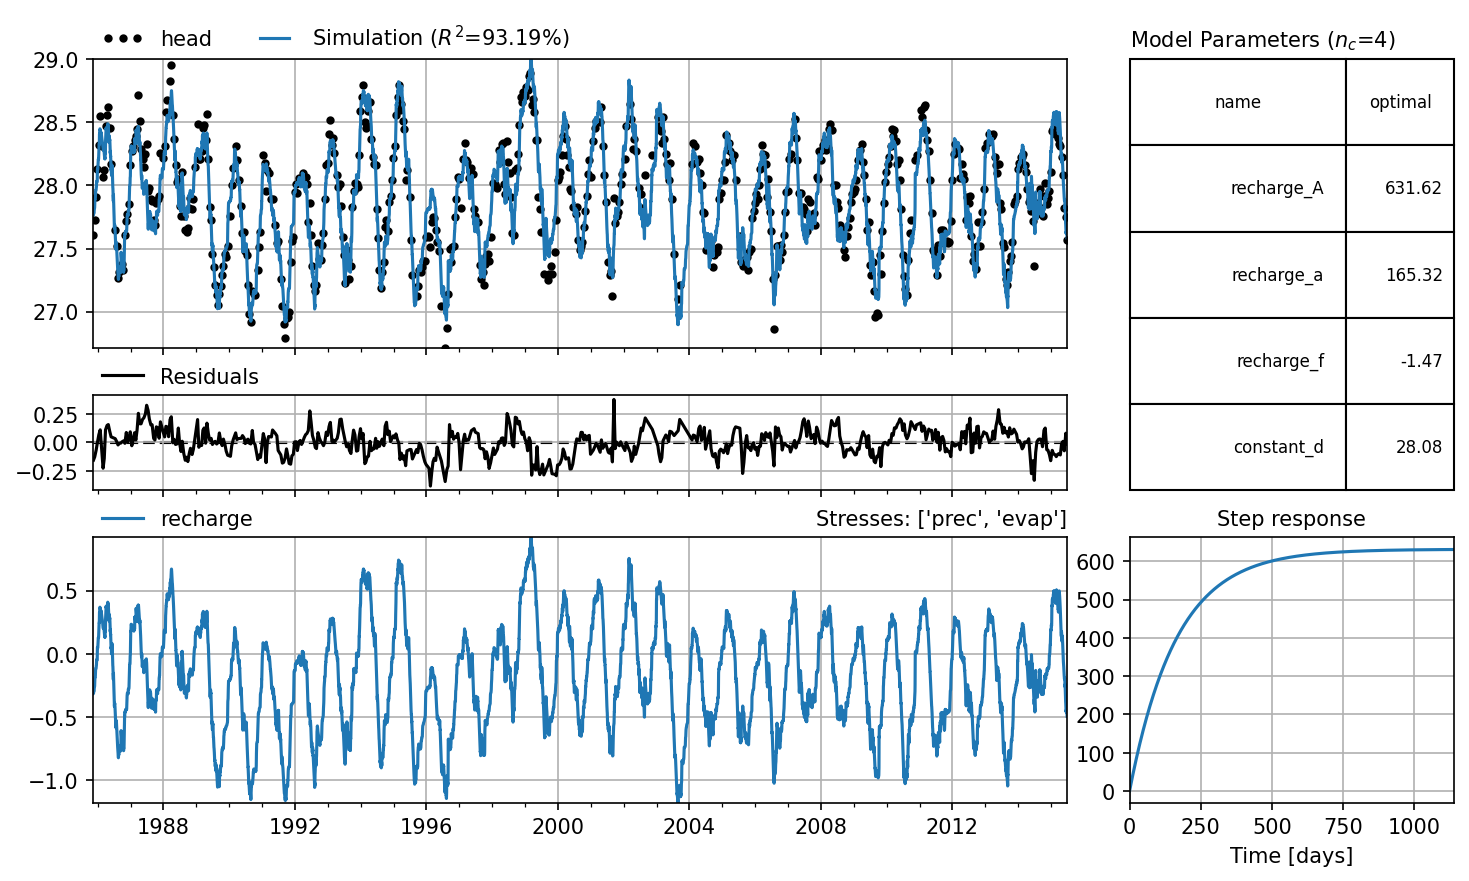 head
Simulation (R²=93.19%)
29.0
28.5
28.0
27.5
27.0
Residuals
0.25
0.00
−0.25
recharge
Stresses: ['prec', 'evap']
0.5
0.0
−0.5
−1.0
1988 1992 1996 2000 2004 2008 2012
Model Parameters (n_c=4)
name optimal
recharge_A 631.62
recharge_a 165.32
recharge_f -1.47
constant_d 28.08
Step response
600
500
400
300
200
100
0
0 250 500 750 1000
Time [days]